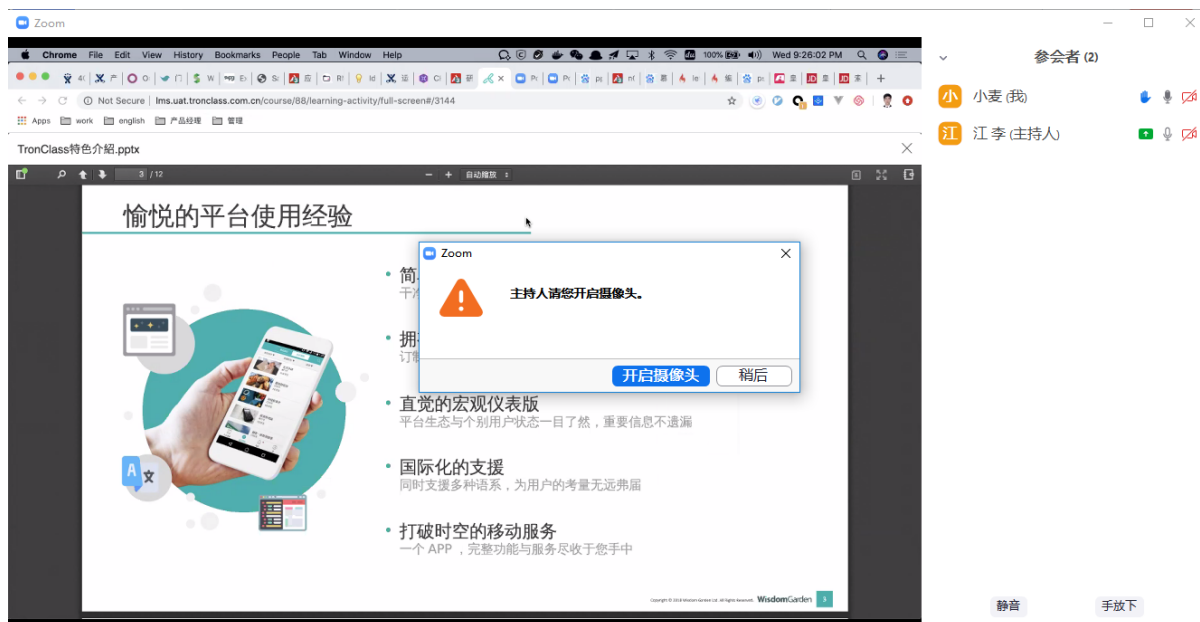 Zoom
Chrome File Edit View History Bookmarks People Tab Window Help
100%
Wed 9:26:02 PM
Not Secure | lms.uat.tronclass.com.cn/course/88/learning-activity/full-screen#/3144
Apps work english 产品经理 管理
TronClass特色介紹.pptx
3 / 12
自动缩放
愉悦的平台使用经验
简
干
拥
订
直觉的宏观仪表版
平台生态与个别用户状态一目了然，重要信息不遗漏
国际化的支援
同时支援多种语系，为用户的考量无远弗届
打破时空的移动服务
一个 APP ，完整功能与服务尽收于您手中
A 文
WisdomGarden 3
Zoom
主持人请您开启摄像头。
开启摄像头 稍后
参会者 (2)
小 小麦 (我)
江 江 李 (主持人)
静音 手放下